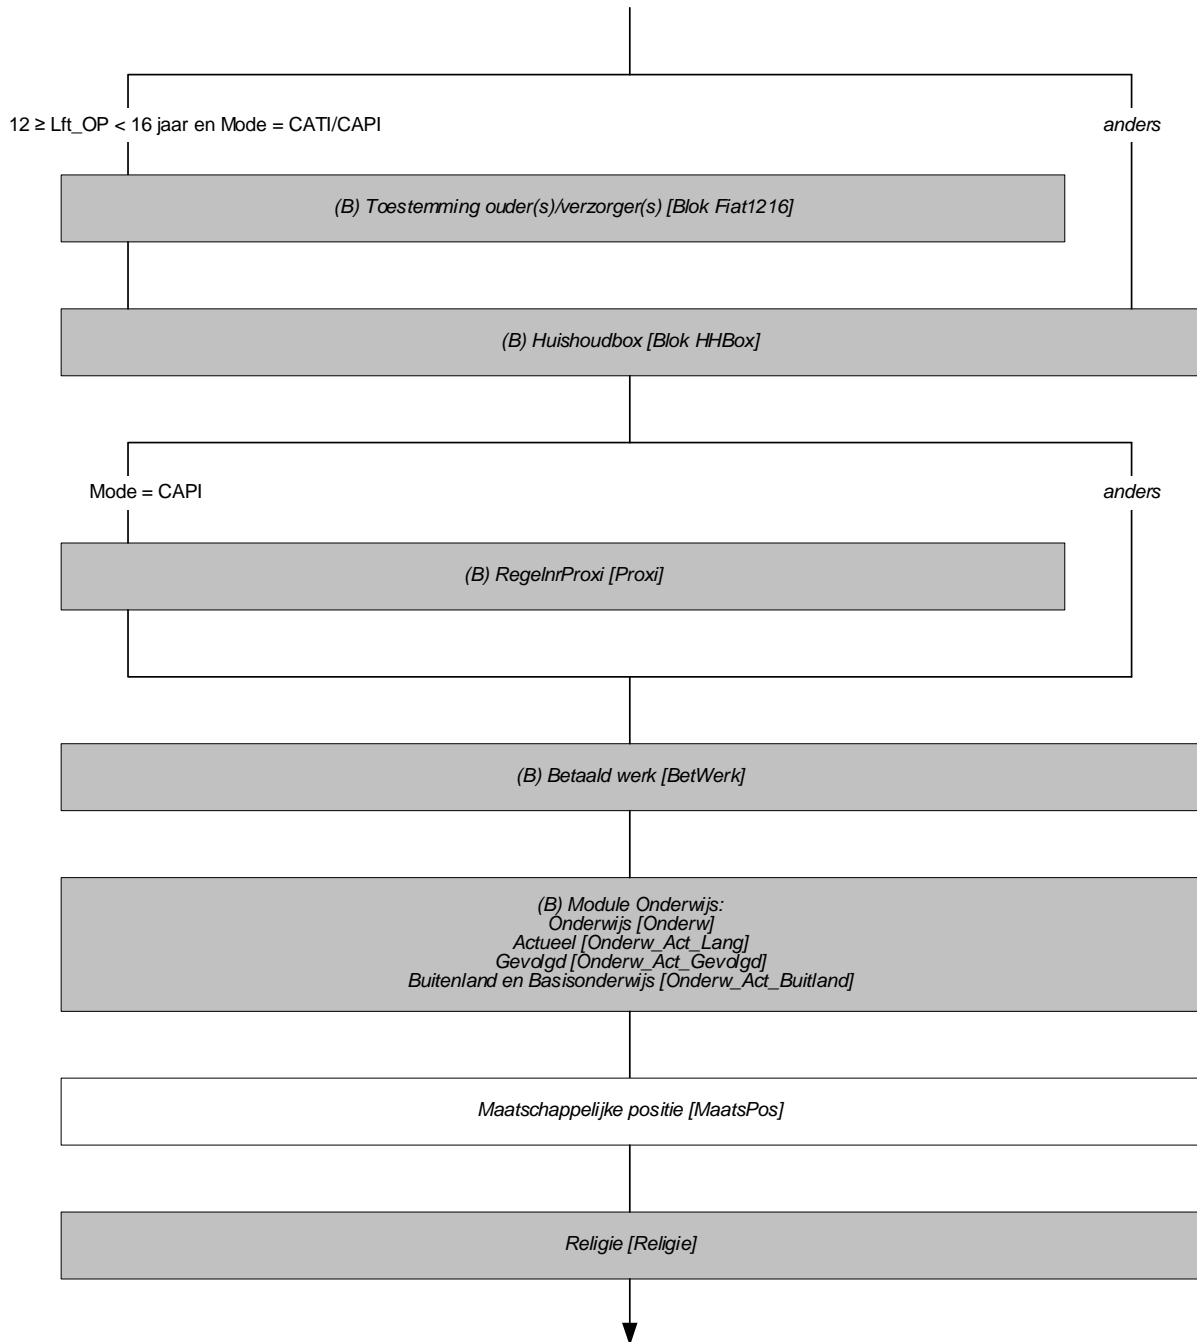 12 ≥ Lft_OP < 16 jaar en Mode = CATI/CAPI
anders
(B) Toestemming ouder(s)/verzorger(s) [Blok Fiat1216]
(B) Huishoudbox [Blok HHBox]
Mode = CAPI
anders
(B) RegelnrProxi [Proxi]
(B) Betaald werk [BetWerk]
(B) Module Onderwijs:
Onderwijs [Onderw]
Actueel [Onderw_Act_Lang]
Gevolgd [Onderw_Act_Gevolgd]
Buitenland en Basisonderwijs [Onderw_Act_Buitland]
Maatschappelijke positie [MaatsPos]
Religie [Religie]